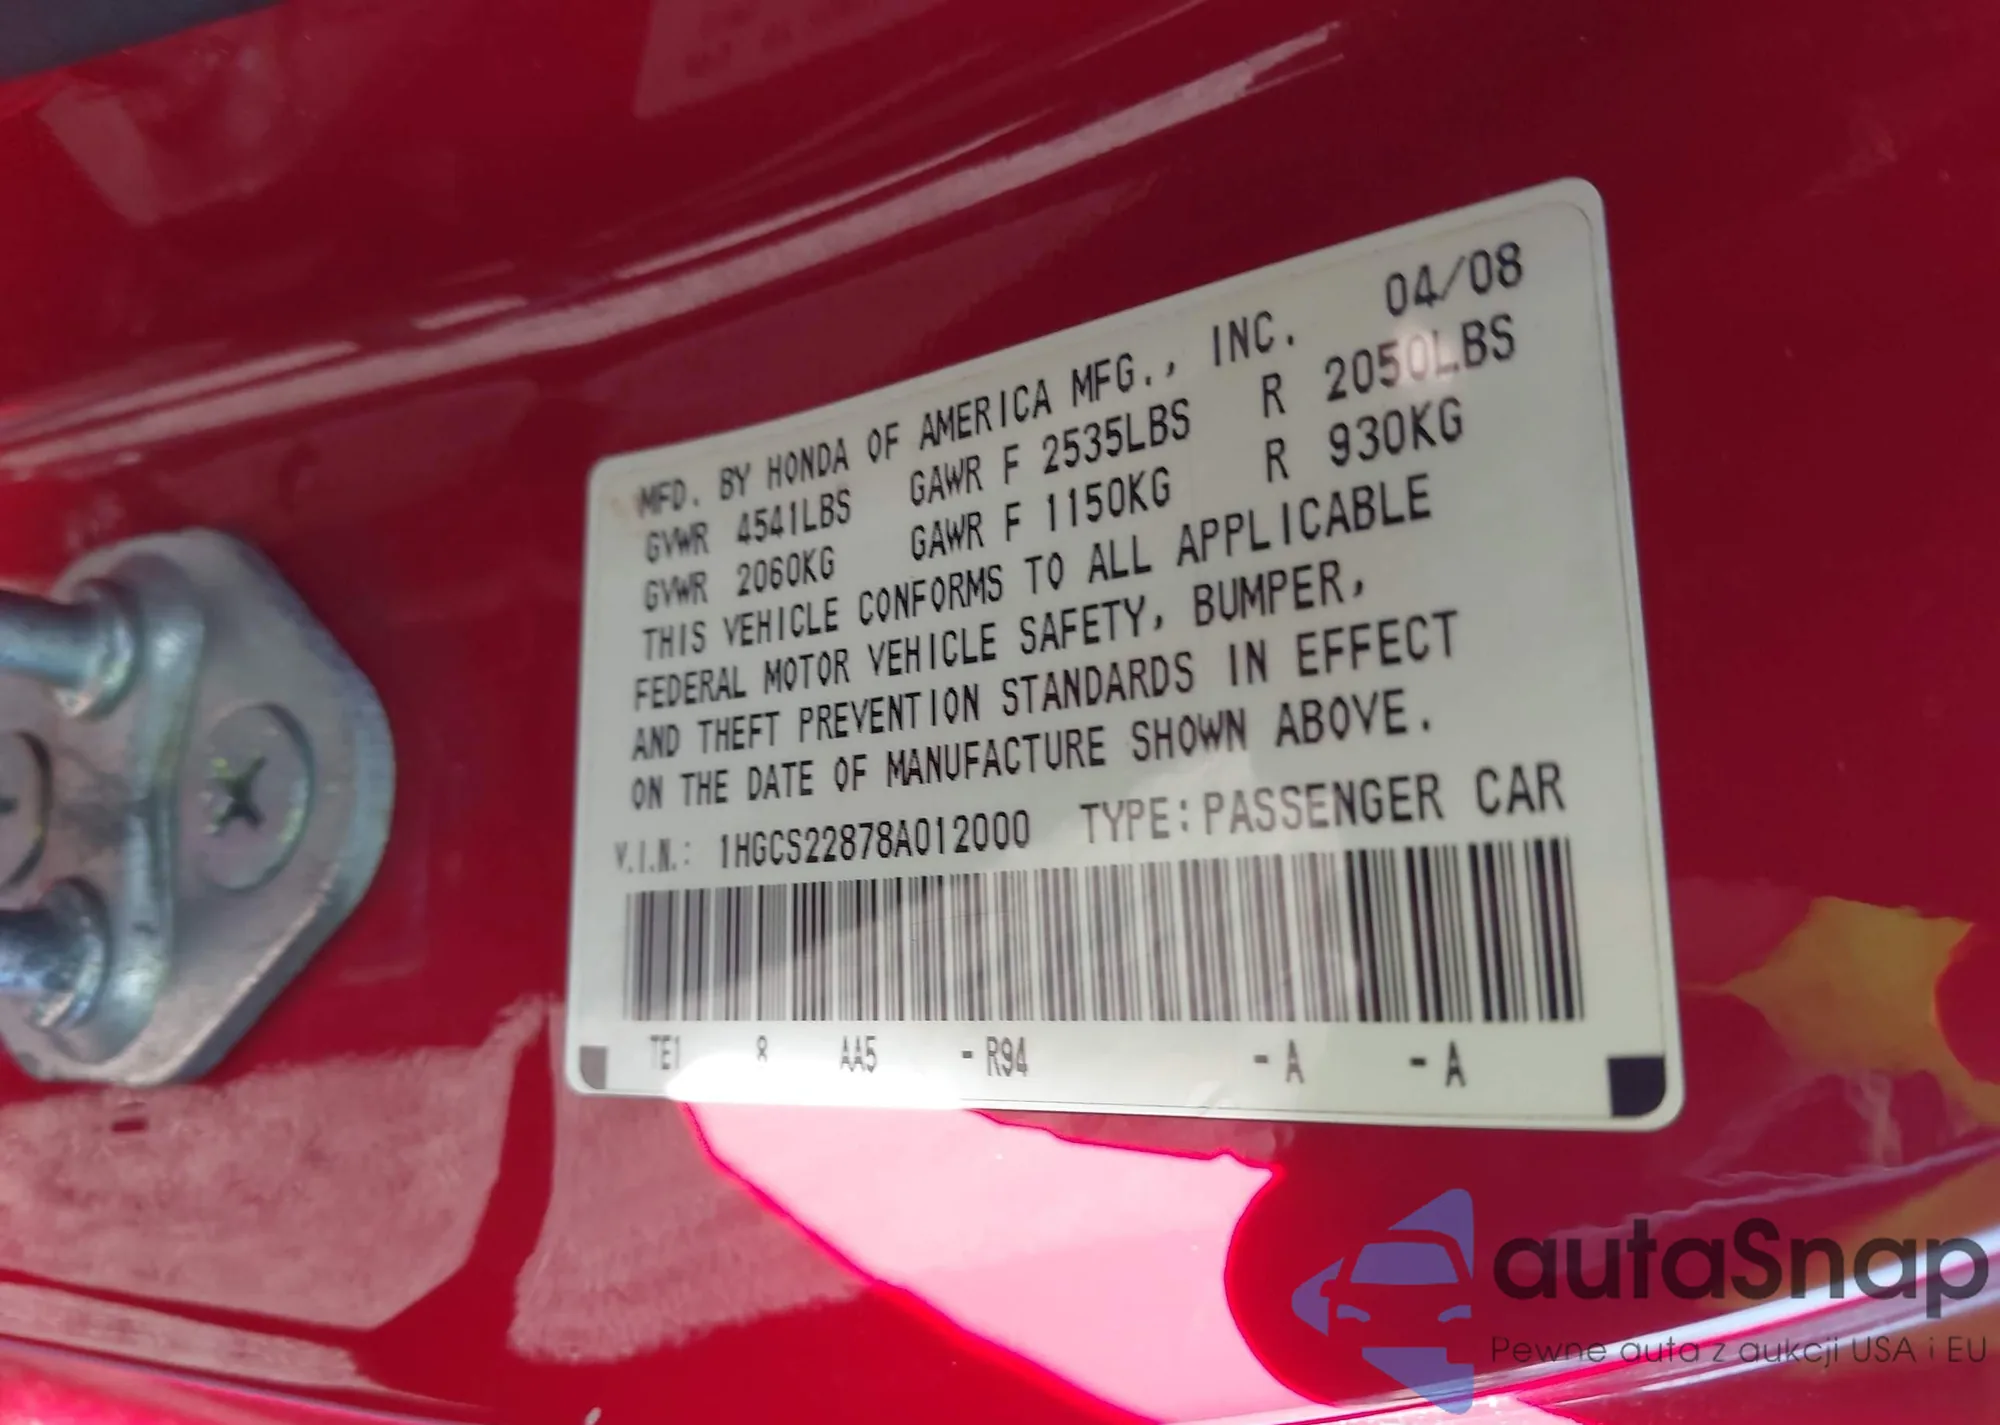 MFD. BY HONDA OF AMERICA MFG., INC. 04/08
GVWR 4541LBS GAWR F 2535LBS R 2050LBS
GVWR 2060KG GAWR F 1150KG R 930KG
THIS VEHICLE CONFORMS TO ALL APPLICABLE
FEDERAL MOTOR VEHICLE SAFETY, BUMPER,
AND THEFT PREVENTION STANDARDS IN EFFECT
ON THE DATE OF MANUFACTURE SHOWN ABOVE.
V.I.N.: 1HGCS22878A012000 TYPE:PASSENGER CAR
TE1 8 AA5 - R94 - A - A
autaSnap
Pewne auta z aukcji USA i EU